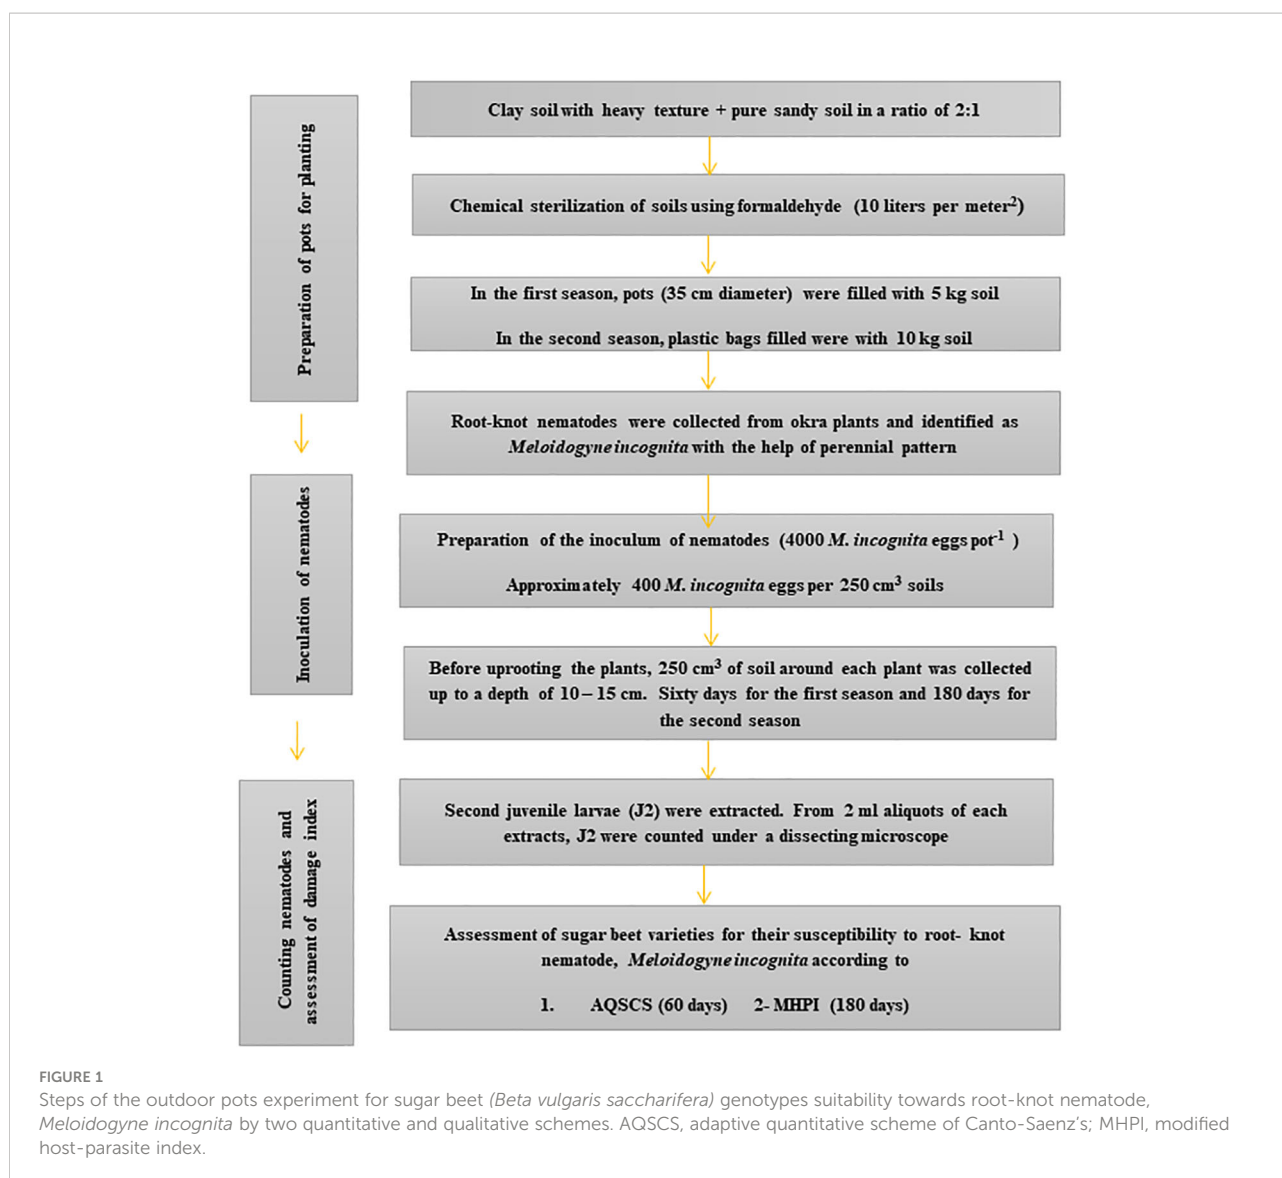 Preparation of pots for planting
Clay soil with heavy texture + pure sandy soil in a ratio of 2:1
Chemical sterilization of soils using formaldehyde (10 liters per meter²)
In the first season, pots (35 cm diameter) were filled with 5 kg soil
In the second season, plastic bags filled were with 10 kg soil
Root-knot nematodes were collected from okra plants and identified as
Meloidogyne incognita with the help of perennial pattern
Inoculation of nematodes
Preparation of the inoculum of nematodes (4000 M. incognita eggs pot⁻¹ )
Approximately 400 M. incognita eggs per 250 cm³ soils
Before uprooting the plants, 250 cm³ of soil around each plant was collected
up to a depth of 10 – 15 cm. Sixty days for the first season and 180 days for
the second season
Counting nematodes and
assessment of damage index
Second juvenile larvae (J2) were extracted. From 2 ml aliquots of each
extracts, J2 were counted under a dissecting microscope
Assessment of sugar beet varieties for their susceptibility to root- knot
nematode, Meloidogyne incognita according to
1. AQSCS (60 days) 2- MHPI (180 days)
FIGURE 1
Steps of the outdoor pots experiment for sugar beet (Beta vulgaris saccharifera) genotypes suitability towards root-knot nematode,
Meloidogyne incognita by two quantitative and qualitative schemes. AQSCS, adaptive quantitative scheme of Canto-Saenz’s; MHPI, modified
host-parasite index.